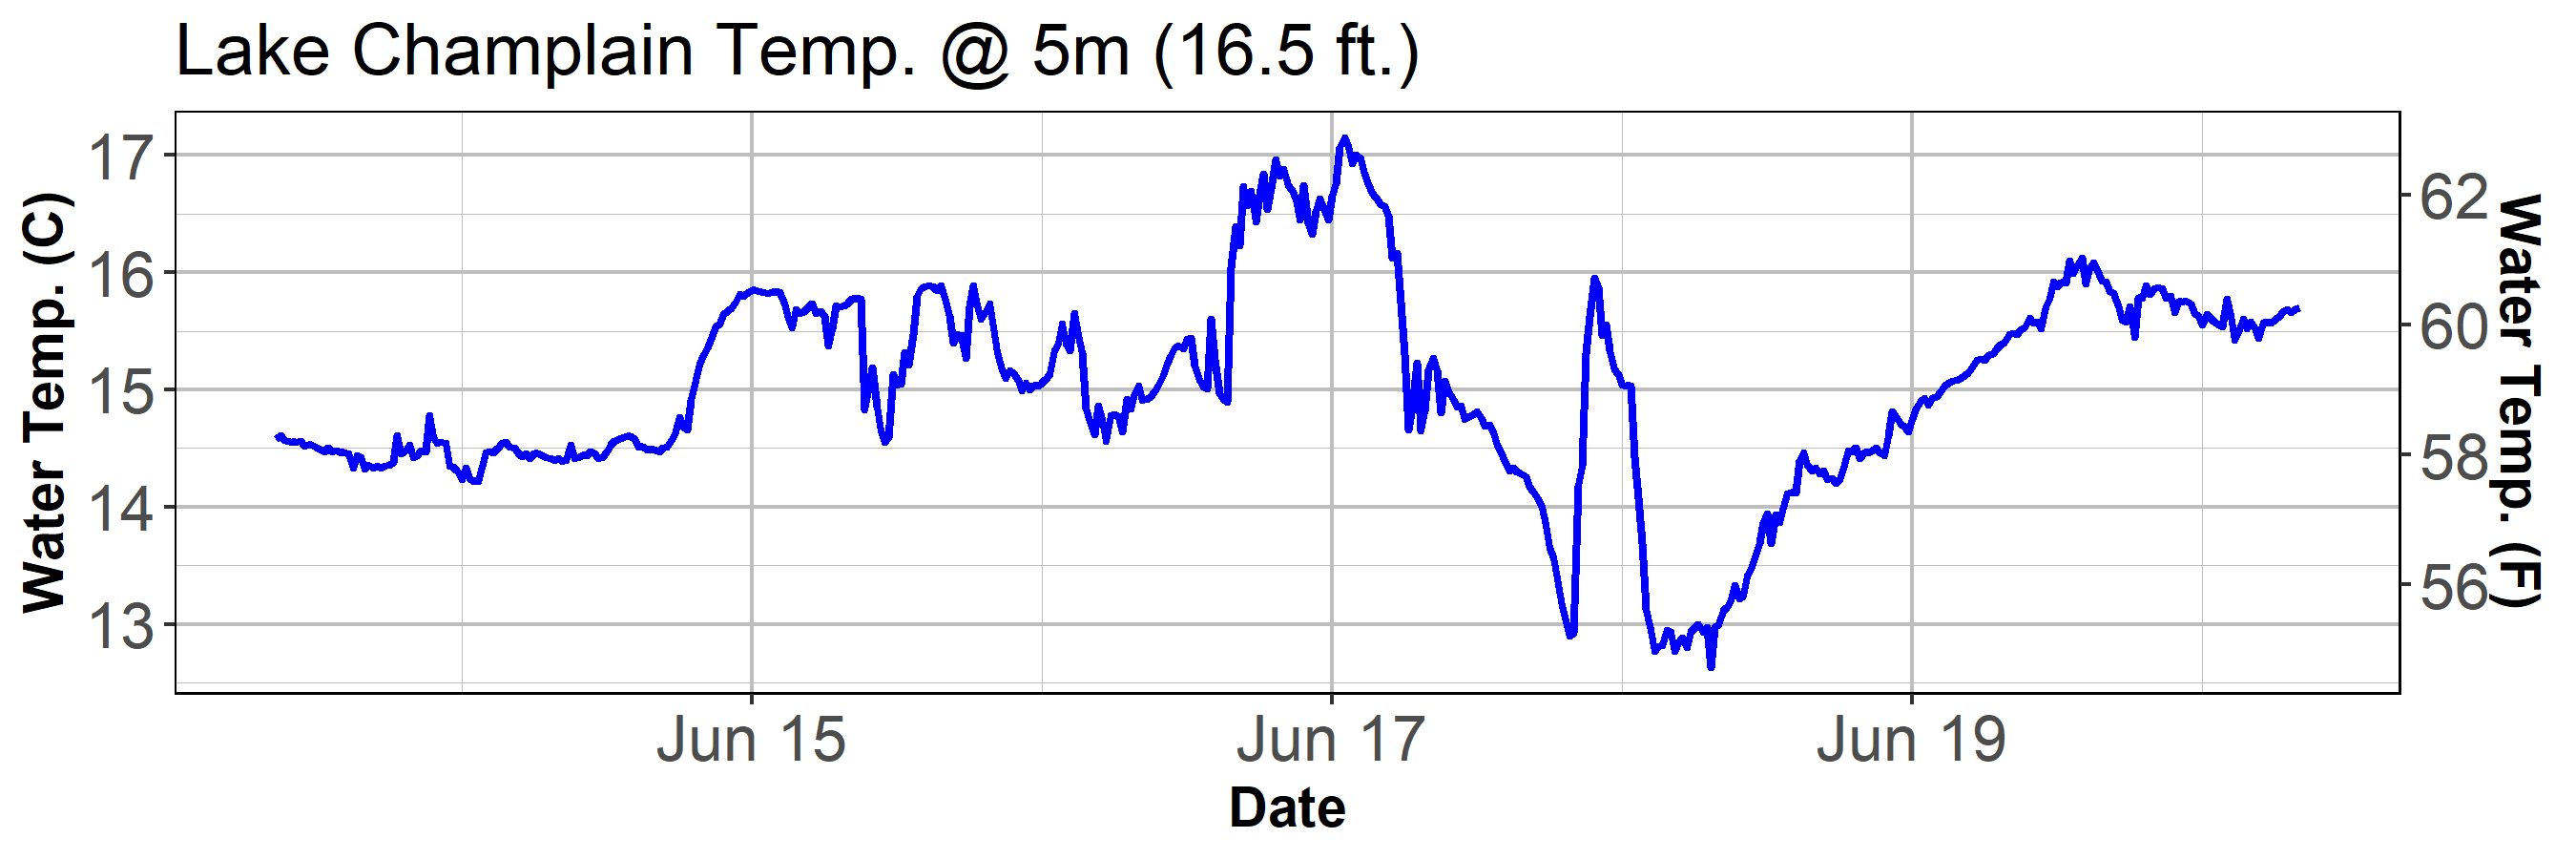 Lake Champlain Temp. @ 5m (16.5 ft.)
Water Temp. (C)
17
16
15
14
13
62
60
58
56
Water Temp. (F)
Jun 15 Jun 17 Jun 19
Date